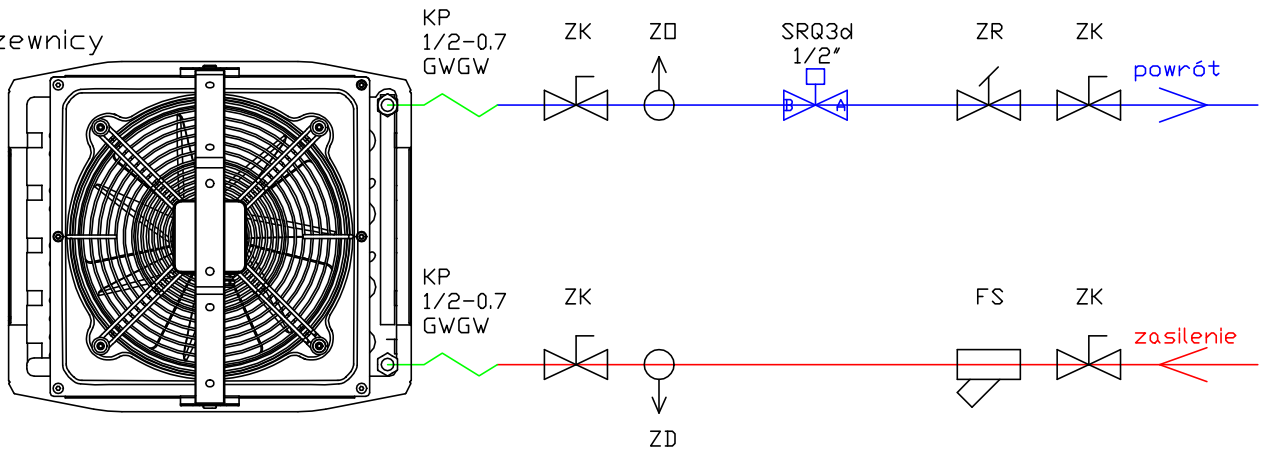 zewnicy
KP
1/2-0.7
GWGW
ZK
ZO
SRQ3d
1/2"
ZR
ZK
powrót
B
A
KP
1/2-0.7
GWGW
ZK
FS
ZK
zasilenie
ZD